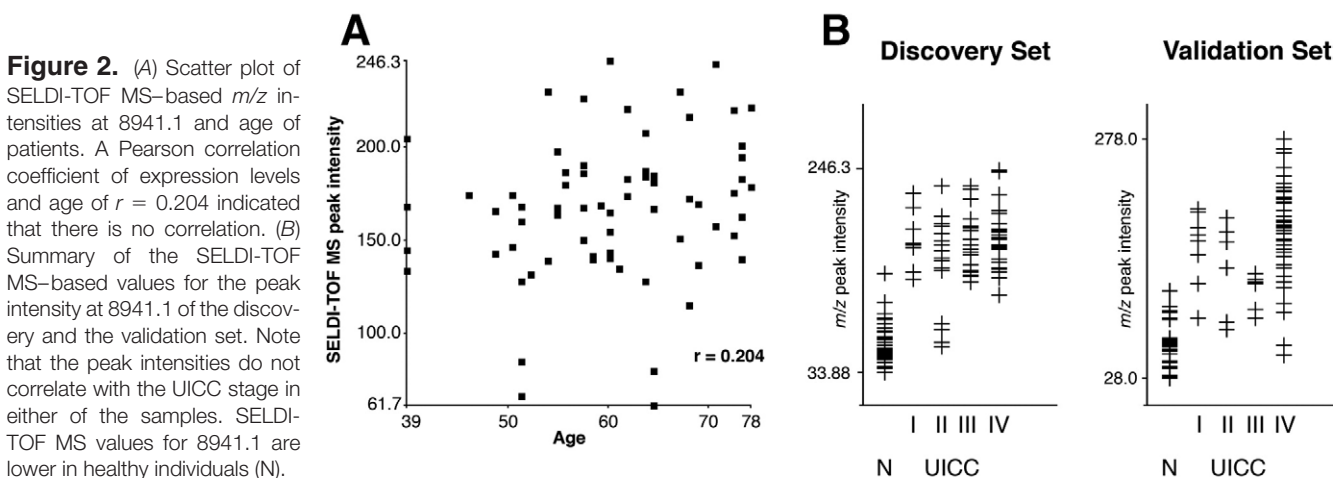 Figure 2. (A) Scatter plot of
SELDI-TOF MS–based m/z in-
tensities at 8941.1 and age of
patients. A Pearson correlation
coefficient of expression levels
and age of r = 0.204 indicated
that there is no correlation. (B)
Summary of the SELDI-TOF
MS–based values for the peak
intensity at 8941.1 of the discov-
ery and the validation set. Note
that the peak intensities do not
correlate with the UICC stage in
either of the samples. SELDI-
TOF MS values for 8941.1 are
lower in healthy individuals (N).
A
SELDI-TOF MS peak intensity
246.3
200.0
150.0
100.0
61.7
r = 0.204
39 50 60 70 78
Age
B
Discovery Set
m/z peak intensity
246.3
33.88
I II III IV
N UICC
Validation Set
m/z peak intensity
278.0
28.0
I II III IV
N UICC